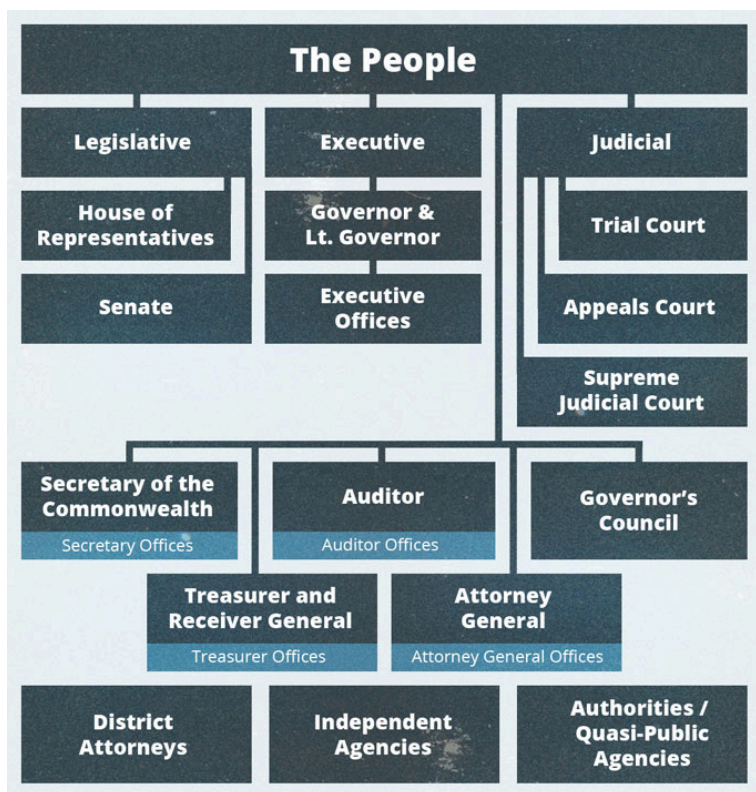 The People
Legislative
Executive
Judicial
House of
Representatives
Governor &
Lt. Governor
Trial Court
Senate
Executive
Offices
Appeals Court
Supreme
Judicial Court
Secretary of the
Commonwealth
Secretary Offices
Auditor
Auditor Offices
Governor’s
Council
Treasurer and
Receiver General
Treasurer Offices
Attorney
General
Attorney General Offices
District
Attorneys
Independent
Agencies
Authorities /
Quasi-Public
Agencies